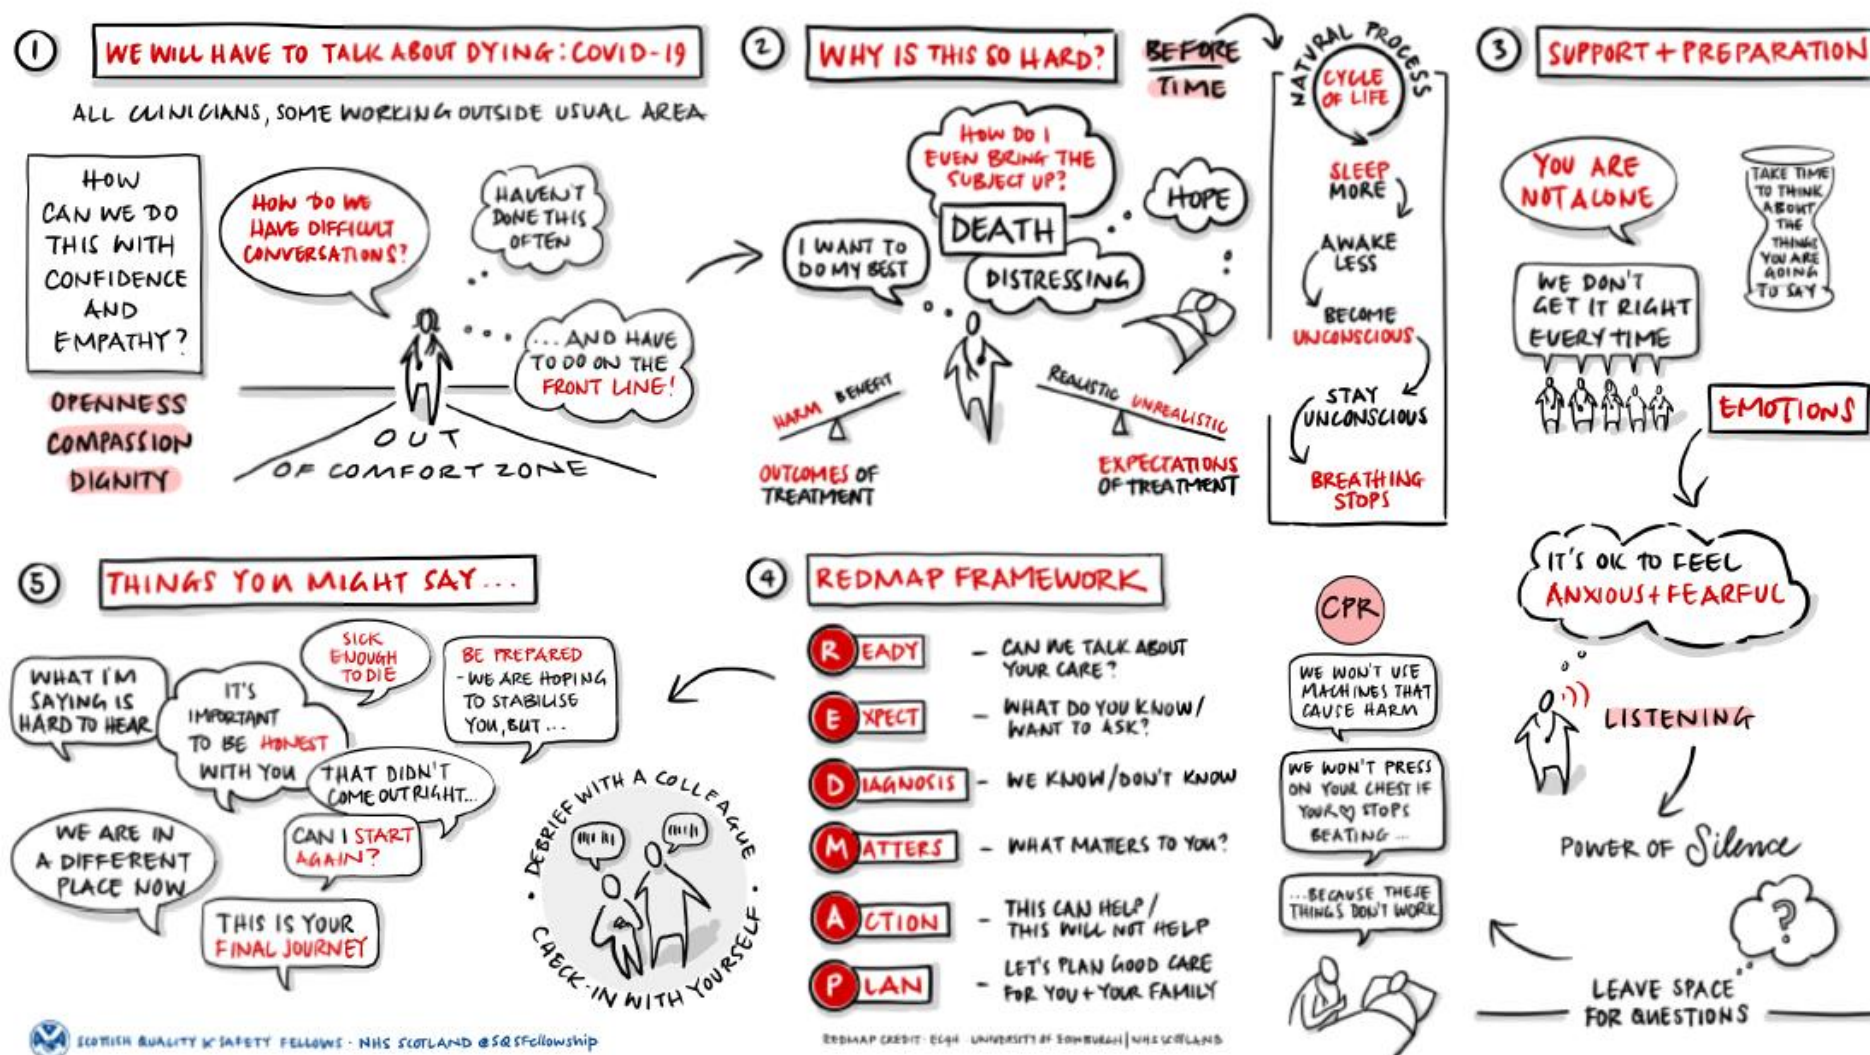 1
WE WILL HAVE TO TALK ABOUT DYING: COVID-19
ALL CLINICIANS, SOME WORKING OUTSIDE USUAL AREA
HOW
CAN WE DO
THIS WITH
CONFIDENCE
AND
EMPATHY?
OPENNESS
COMPASSION
DIGNITY
HOW DO WE
HAVE DIFFICULT
CONVERSATIONS?
HAVEN'T
DONE THIS
OFTEN
...AND HAVE
TO DO ON THE
FRONT LINE!
OUT
OF COMFORT ZONE
2
WHY IS THIS SO HARD?
BEFORE
TIME
HOW DO I
EVEN BRING THE
SUBJECT UP?
DEATH
DISTRESSING
I WANT TO
DO MY BEST
HOPE
HARM BENEFIT
OUTCOMES OF
TREATMENT
REALISTIC UNREALISTIC
EXPECTATIONS
OF TREATMENT
NATURAL PROCESS
CYCLE
OF LIFE
SLEEP
MORE
AWAKE
LESS
BECOME
UNCONSCIOUS
STAY
UNCONSCIOUS
BREATHING
STOPS
3
SUPPORT + PREPARATION
YOU ARE
NOT ALONE
TAKE TIME
TO THINK
ABOUT
THE
THINGS
YOU ARE
GOING
TO SAY
WE DON'T
GET IT RIGHT
EVERY TIME
EMOTIONS
IT'S OK TO FEEL
ANXIOUS + FEARFUL
LISTENING
POWER OF Silence
?
LEAVE SPACE
FOR QUESTIONS
4
REDMAP FRAMEWORK
READY - CAN WE TALK ABOUT
YOUR CARE?
EXPECT - WHAT DO YOU KNOW/
WANT TO ASK?
DIAGNOSIS - WE KNOW/DON'T KNOW
MATTERS - WHAT MATTERS TO YOU?
ACTION - THIS CAN HELP/
THIS WILL NOT HELP
PLAN - LET'S PLAN GOOD CARE
FOR YOU + YOUR FAMILY
CPR
WE WON'T USE
MACHINES THAT
CAUSE HARM
WE WON'T PRESS
ON YOUR CHEST IF
YOUR ♡ STOPS
BEATING...
...BECAUSE THESE
THINGS DON'T WORK
REDMAP CREDIT: EC4H - UNIVERSITY OF EDINBURGH | NHS SCOTLAND
5
THINGS YOU MIGHT SAY...
WHAT I'M
SAYING IS
HARD TO HEAR
IT'S
IMPORTANT
TO BE HONEST
WITH YOU
SICK
ENOUGH
TO DIE
BE PREPARED
- WE ARE HOPING
TO STABILISE
YOU, BUT...
THAT DIDN'T
COME OUT RIGHT...
CAN I START
AGAIN?
WE ARE IN
A DIFFERENT
PLACE NOW
THIS IS YOUR
FINAL JOURNEY
• DEBRIEF WITH A COLLEAGUE •
CHECK-IN WITH YOURSELF
SCOTTISH QUALITY & SAFETY FELLOWS - NHS SCOTLAND @SQSFellowship